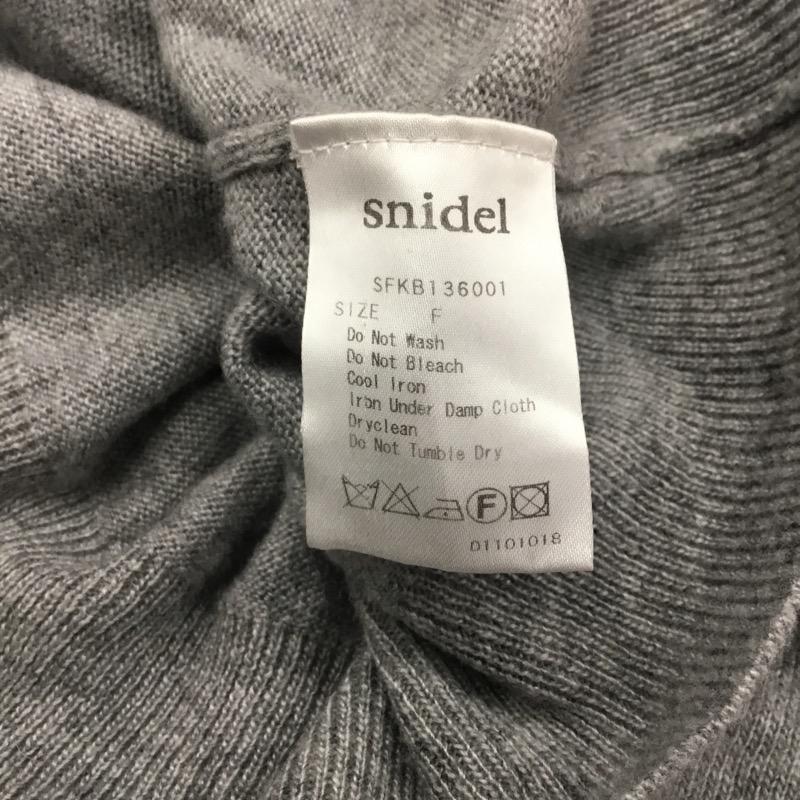 snidel
SFKB136001
SIZE F
Do Not Wash
Do Not Bleach
Cool Iron
Iron Under Damp Cloth
Dryclean
Do Not Tumble Dry
F
01101018